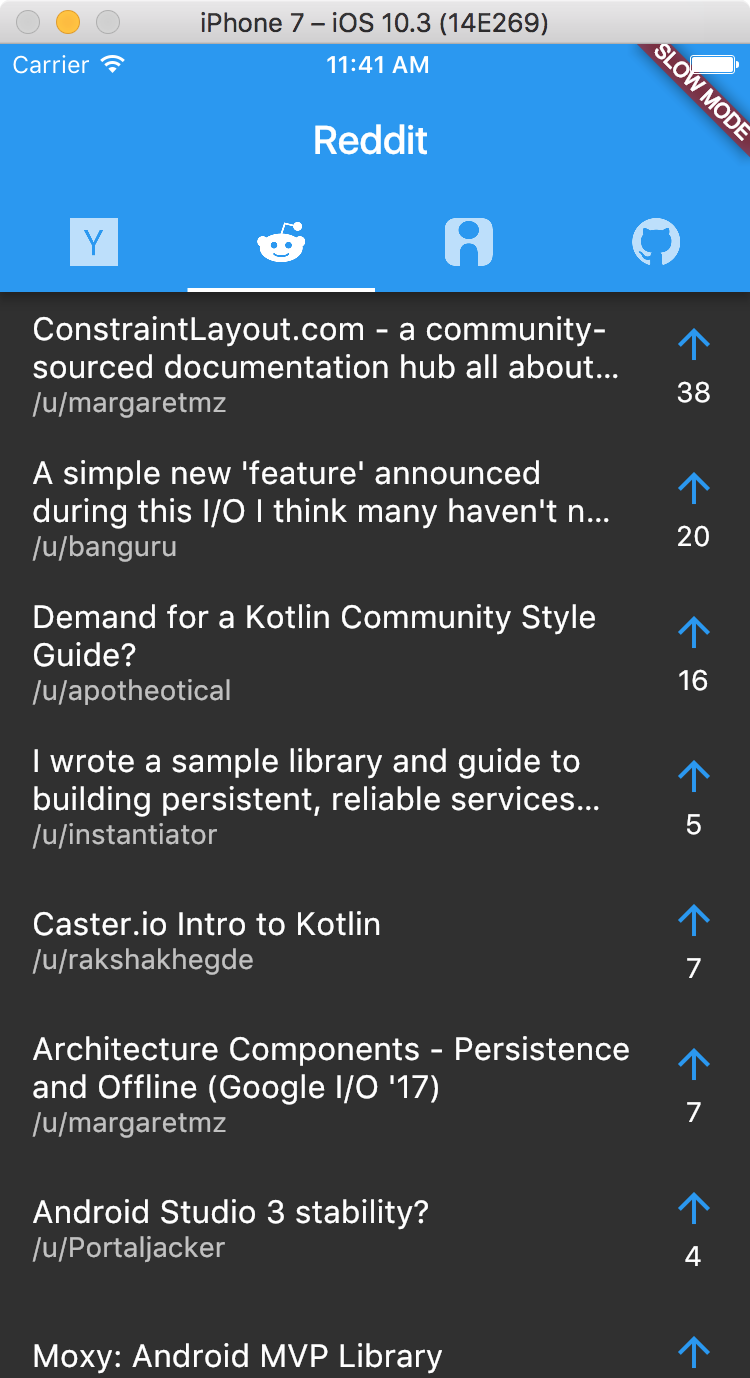 iPhone 7 – iOS 10.3 (14E269)
Carrier
11:41 AM
SLOW MODE
Reddit
Y
ConstraintLayout.com - a community-
sourced documentation hub all about...
/u/margaretmz
38
A simple new 'feature' announced
during this I/O I think many haven't n...
/u/banguru
20
Demand for a Kotlin Community Style
Guide?
/u/apotheotical
16
I wrote a sample library and guide to
building persistent, reliable services...
/u/instantiator
5
Caster.io Intro to Kotlin
/u/rakshakhegde
7
Architecture Components - Persistence
and Offline (Google I/O '17)
/u/margaretmz
7
Android Studio 3 stability?
/u/Portaljacker
4
Moxy: Android MVP Library